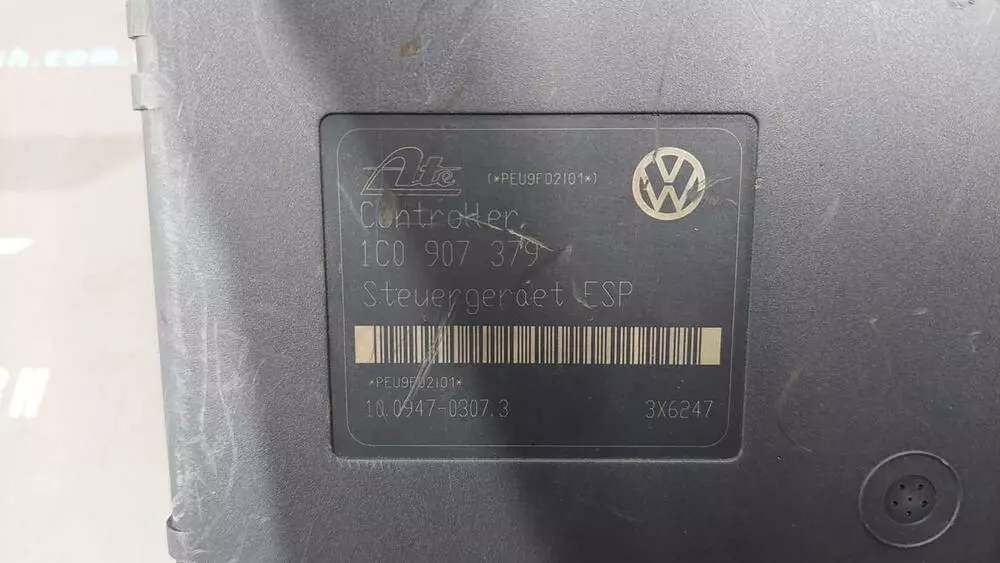 Ate (*PEU9F02I01*)
Controller
1C0 907 379
Steuergeraet ESP
*PEU9F02I01*
10.0947-0307.3 3X6247